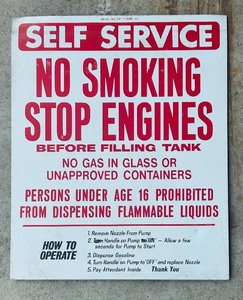 SELF SERVICE
NO SMOKING
STOP ENGINES
BEFORE FILLING TANK
NO GAS IN GLASS OR
UNAPPROVED CONTAINERS
PERSONS UNDER AGE 16 PROHIBITED
FROM DISPENSING FLAMMABLE LIQUIDS
HOW TO
OPERATE
1. Remove Nozzle From Pump
2. Turn Handle on Pump to "ON" - Allow a few
seconds for Pump to Start
3. Dispense Gasoline
4. Turn Handle on Pump to "OFF" and replace Nozzle
5. Pay Attendant Inside Thank You